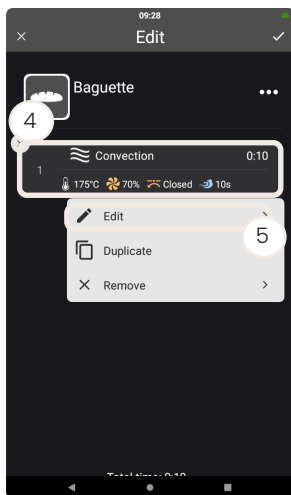 09:28
Edit
Baguette
4
Convection 0:10
1
175°C 70% Closed 10s
Edit
5
Duplicate
Remove
Total time: 0:10